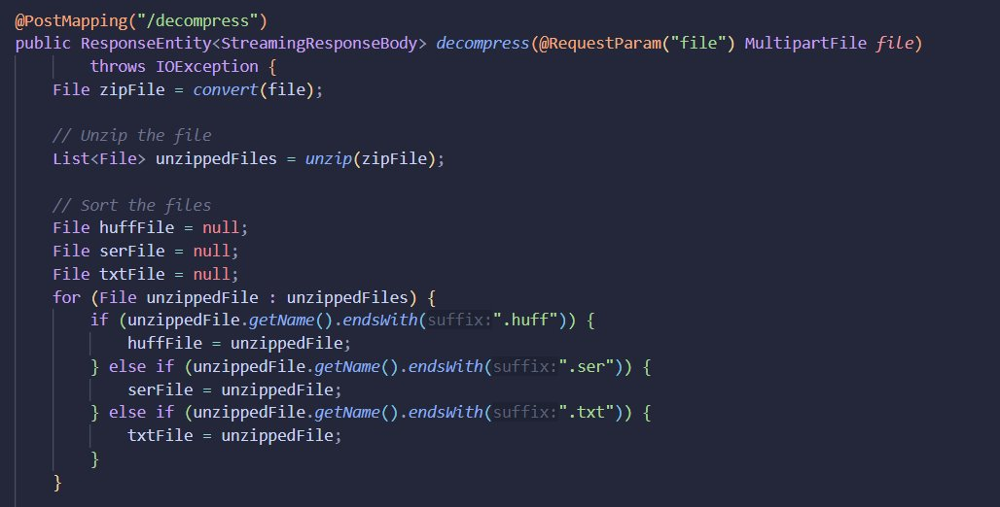 @PostMapping("/decompress")
public ResponseEntity<StreamingResponseBody> decompress(@RequestParam("file") MultipartFile file)
        throws IOException {
    File zipFile = convert(file);

    // Unzip the file
    List<File> unzippedFiles = unzip(zipFile);

    // Sort the files
    File huffFile = null;
    File serFile = null;
    File txtFile = null;
    for (File unzippedFile : unzippedFiles) {
        if (unzippedFile.getName().endsWith(suffix:".huff")) {
            huffFile = unzippedFile;
        } else if (unzippedFile.getName().endsWith(suffix:".ser")) {
            serFile = unzippedFile;
        } else if (unzippedFile.getName().endsWith(suffix:".txt")) {
            txtFile = unzippedFile;
        }
    }